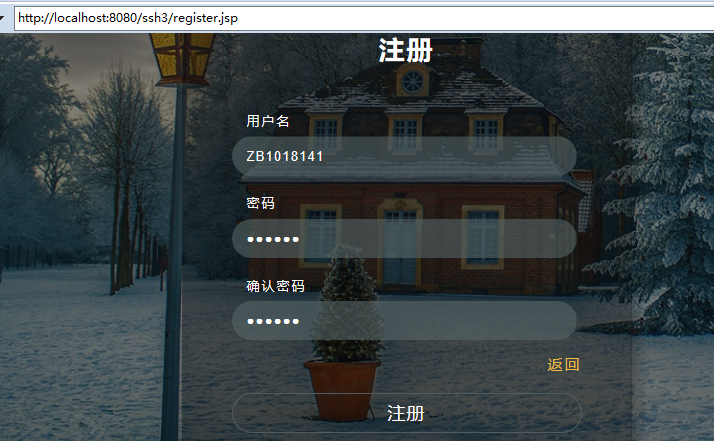 http://localhost:8080/ssh3/register.jsp
注册
用户名
ZB1018141
密码
••••••
确认密码
••••••
返回
注册